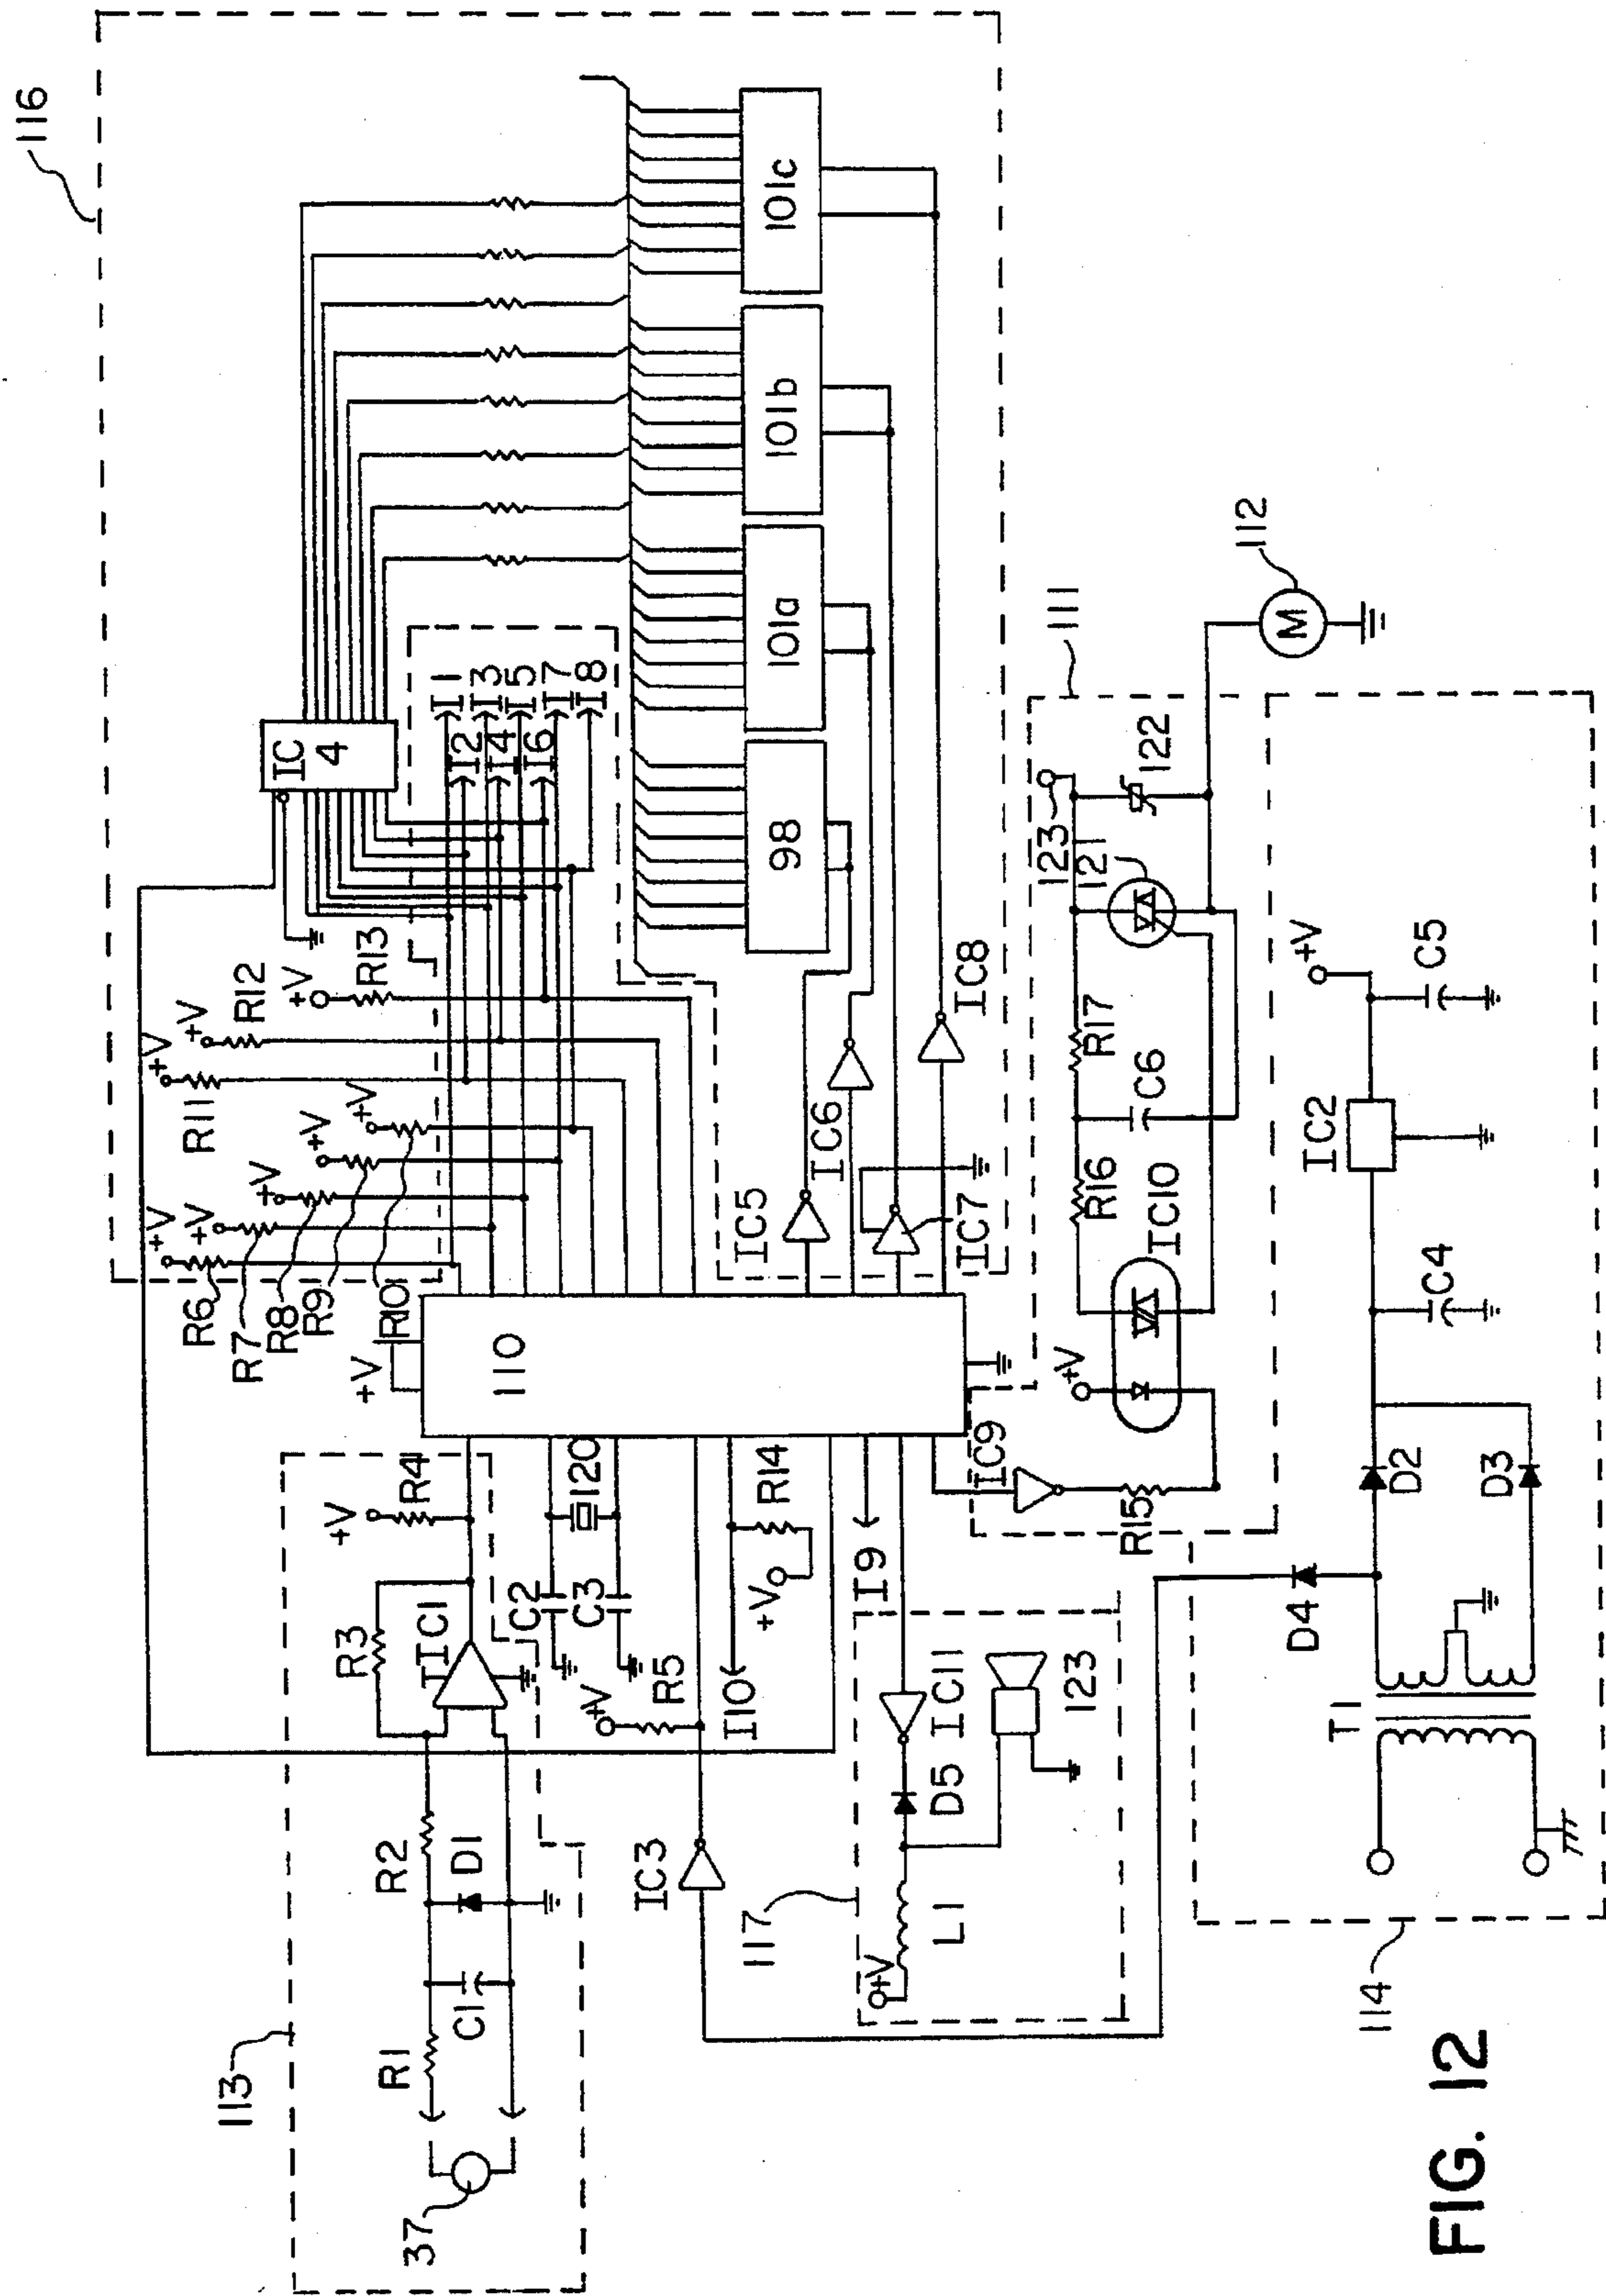 116
+V
R6
+V
R7
+V
R8
+V
R9
+V
R10
+V
R11
+V
R12
+V
R13
IC
4
I1
I2
I3
I4
I5
I6
I7
I8
98
101a
101b
101c
IC5
IC6
IC7
IC8
113
37
R1
C1
R2
D1
R3
IC1
+V
R4
+V
110
C2
120
C3
+V
R5
I10
+V
R14
I9
IC3
117
+V
L1
D5
IC11
123
IC9
R15
+V
IC10
R16
C6
R17
121
123
122
111
M
112
114
T1
D4
D2
D3
C4
IC2
+V
C5
FIG. 12